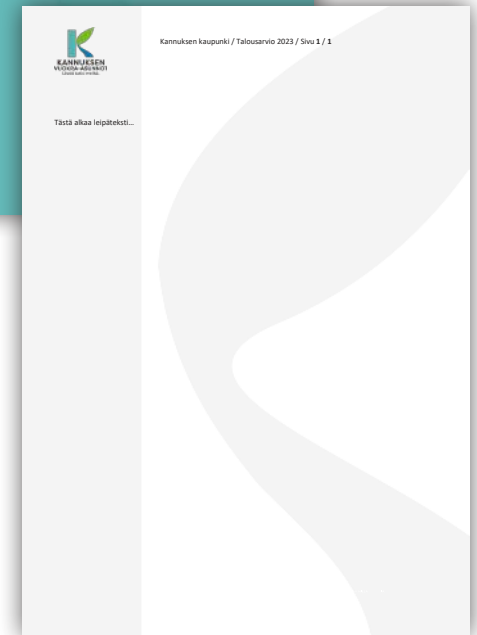 KANNUKSEN
VUOKRA-ASUNNOT
Kannuksen kaupunki / Talousarvio 2023 / Sivu 1 / 1
Tästä alkaa leipäteksti...